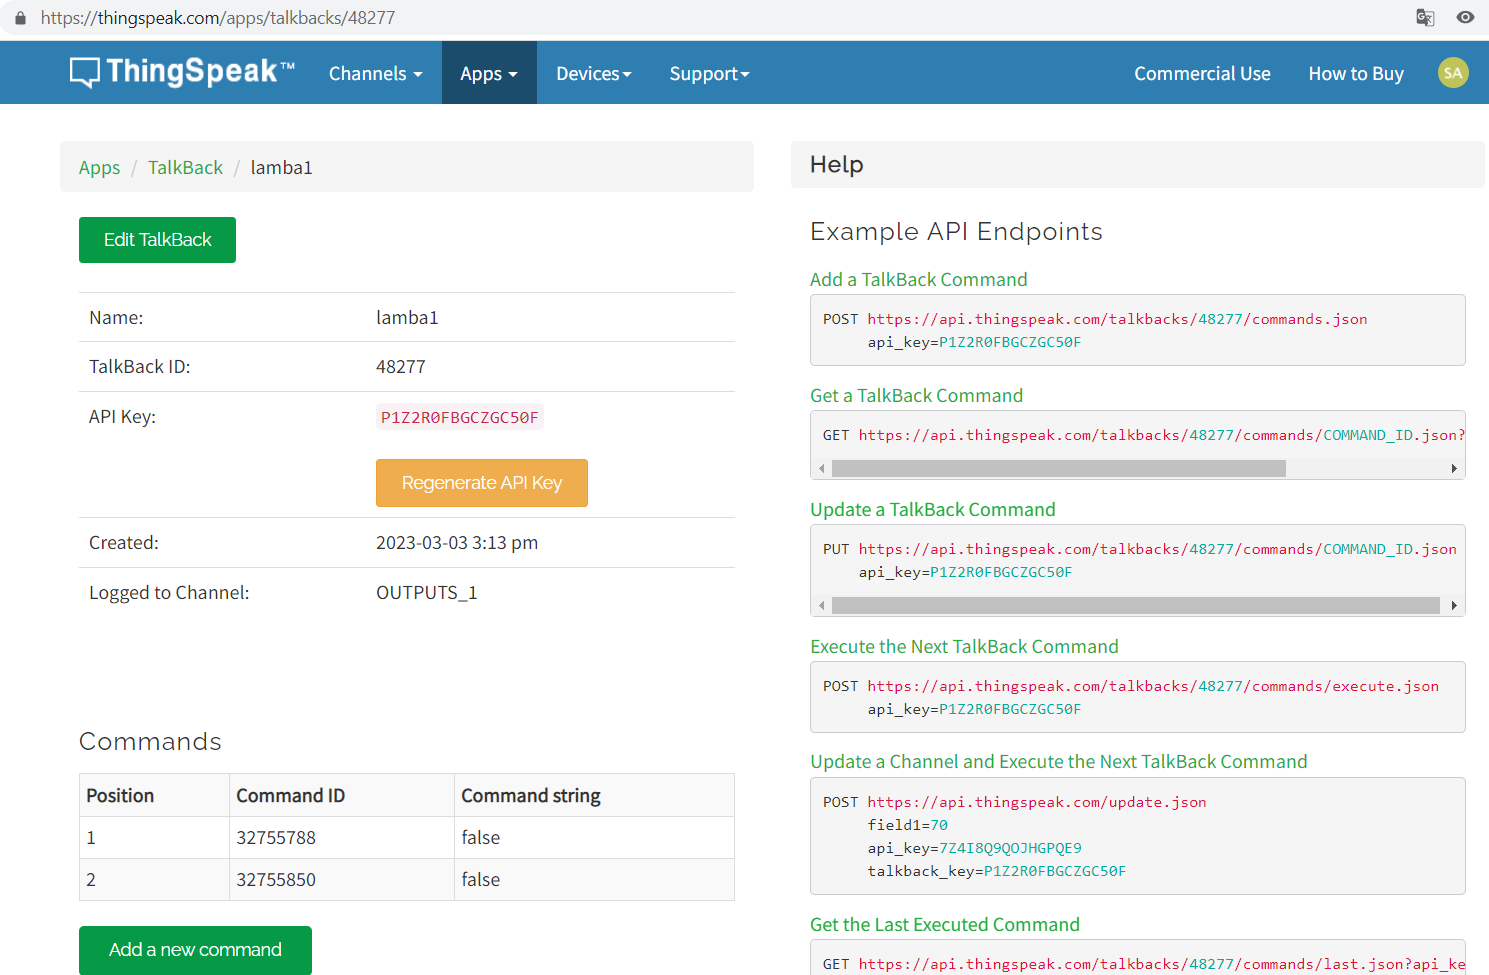 https://thingspeak.com/apps/talkbacks/48277
ThingSpeak™ Channels Apps Devices Support Commercial Use How to Buy SA
Apps / TalkBack / lamba1
Edit TalkBack
Name: lamba1
TalkBack ID: 48277
API Key: P1Z2R0FBGCZGC50F
Regenerate API Key
Created: 2023-03-03 3:13 pm
Logged to Channel: OUTPUTS_1
Commands
Position Command ID Command string
1 32755788 false
2 32755850 false
Add a new command
Help
Example API Endpoints
Add a TalkBack Command
POST https://api.thingspeak.com/talkbacks/48277/commands.json
api_key=P1Z2R0FBGCZGC50F
Get a TalkBack Command
GET https://api.thingspeak.com/talkbacks/48277/commands/COMMAND_ID.json?
Update a TalkBack Command
PUT https://api.thingspeak.com/talkbacks/48277/commands/COMMAND_ID.json
api_key=P1Z2R0FBGCZGC50F
Execute the Next TalkBack Command
POST https://api.thingspeak.com/talkbacks/48277/commands/execute.json
api_key=P1Z2R0FBGCZGC50F
Update a Channel and Execute the Next TalkBack Command
POST https://api.thingspeak.com/update.json
field1=70
api_key=7Z4I8Q9QOJHGPQE9
talkback_key=P1Z2R0FBGCZGC50F
Get the Last Executed Command
GET https://api.thingspeak.com/talkbacks/48277/commands/last.json?api_ke